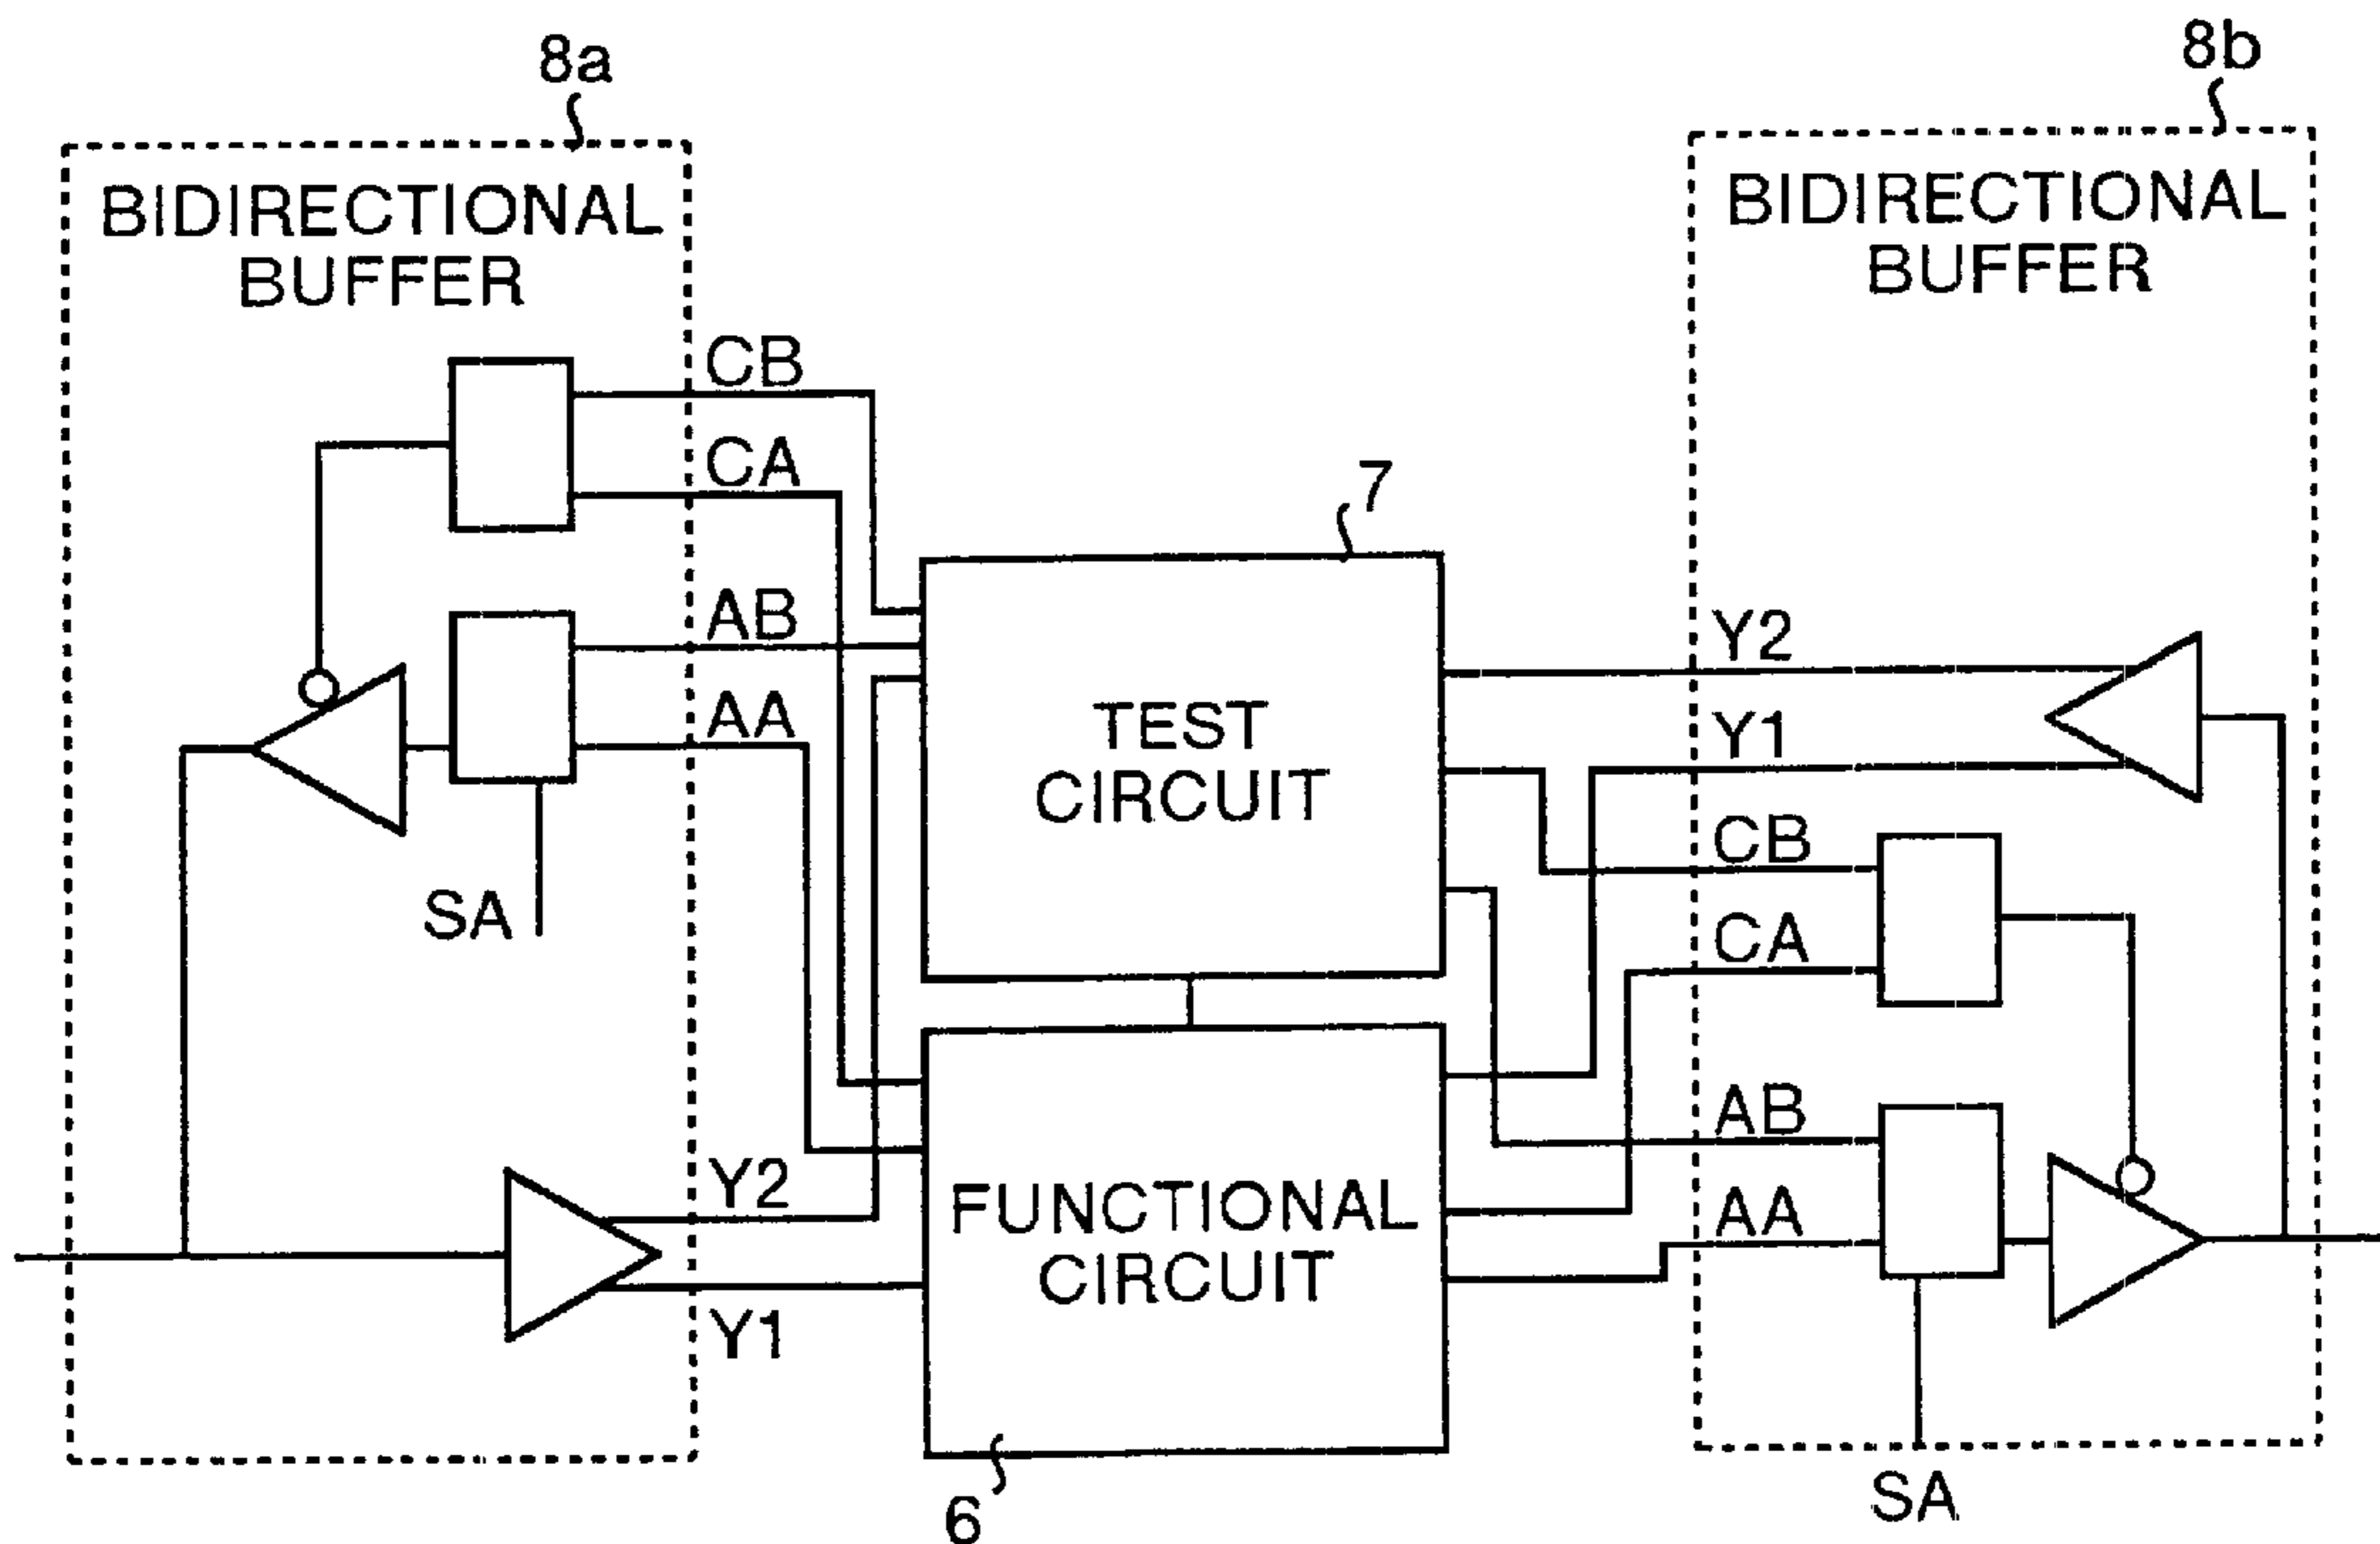 8a
8b
BIDIRECTIONAL
BUFFER
BIDIRECTIONAL
BUFFER
CB
CA
7
AB
AA
SA
TEST
CIRCUIT
Y2
Y1
CB
CA
AB
AA
Y2
Y1
FUNCTIONAL
CIRCUIT
6
SA